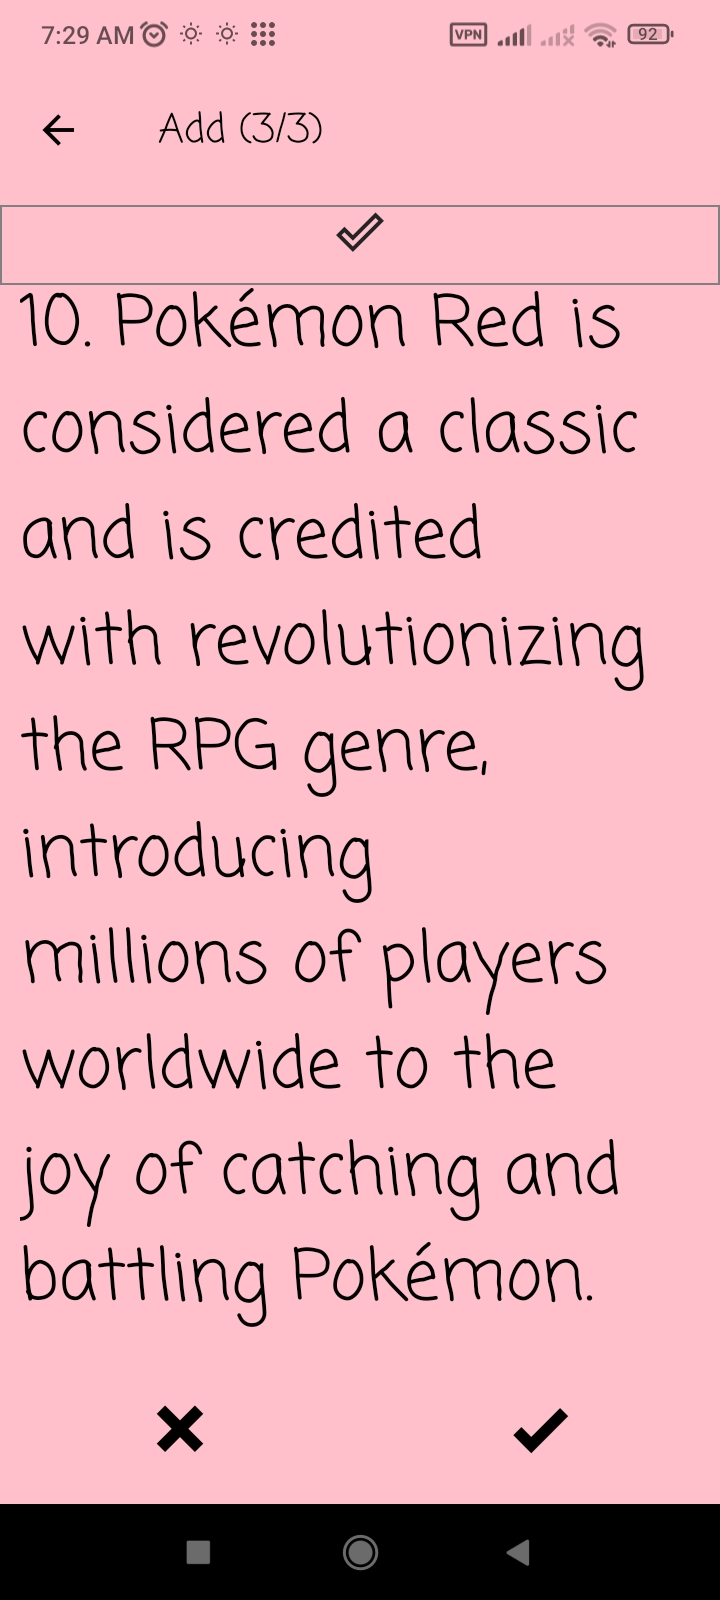 7:29 AM VPN 92
Add (3/3)
10. Pokémon Red is
considered a classic
and is credited
with revolutionizing
the RPG genre,
introducing
millions of players
worldwide to the
joy of catching and
battling Pokémon.